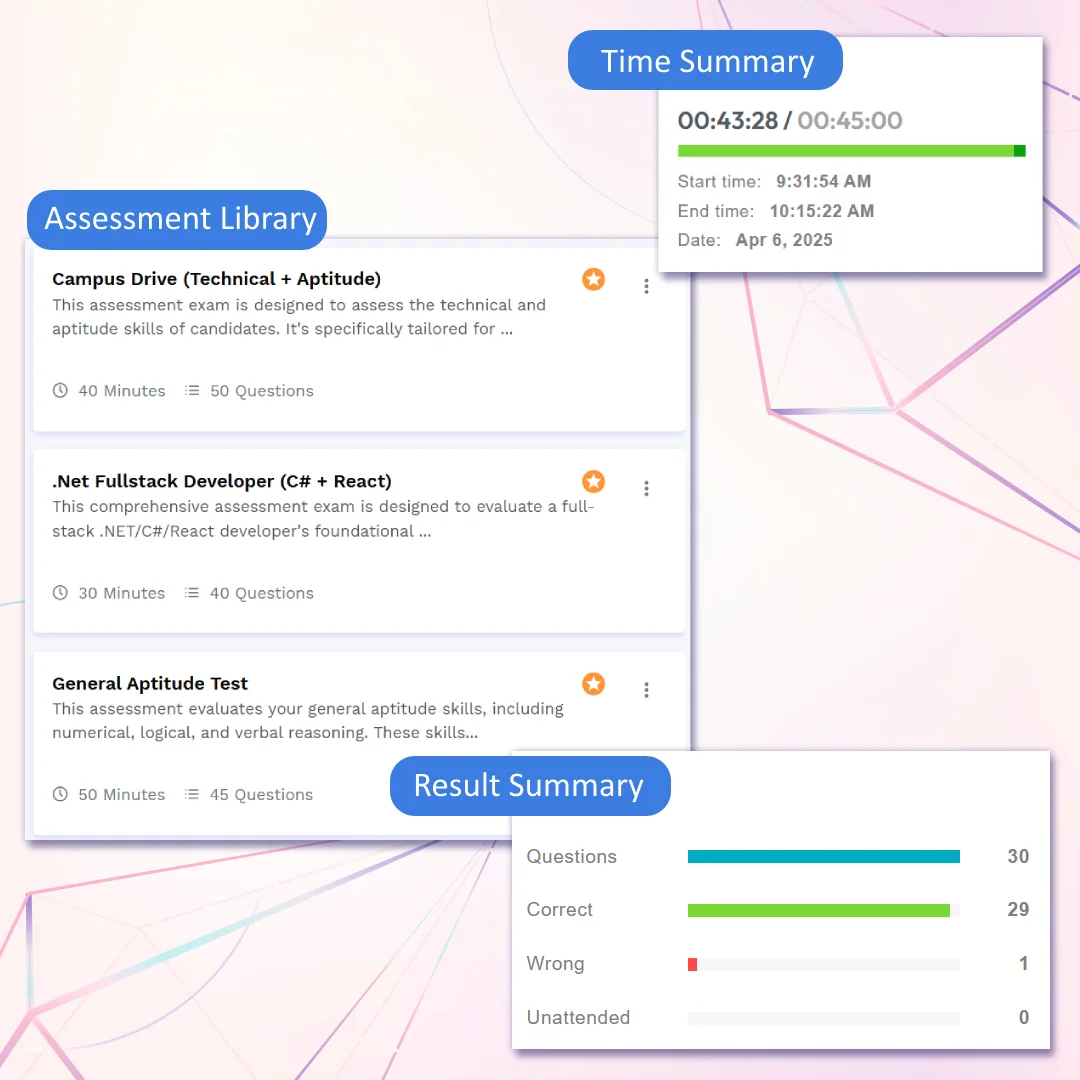 Time Summary
00:43:28 / 00:45:00
Start time: 9:31:54 AM
End time: 10:15:22 AM
Date: Apr 6, 2025
Assessment Library
Campus Drive (Technical + Aptitude)
This assessment exam is designed to assess the technical and
aptitude skills of candidates. It's specifically tailored for ...
40 Minutes 50 Questions
.Net Fullstack Developer (C# + React)
This comprehensive assessment exam is designed to evaluate a full-
stack .NET/C#/React developer's foundational ...
30 Minutes 40 Questions
General Aptitude Test
This assessment evaluates your general aptitude skills, including
numerical, logical, and verbal reasoning. These skills...
50 Minutes 45 Questions
Result Summary
Questions 30
Correct 29
Wrong 1
Unattended 0